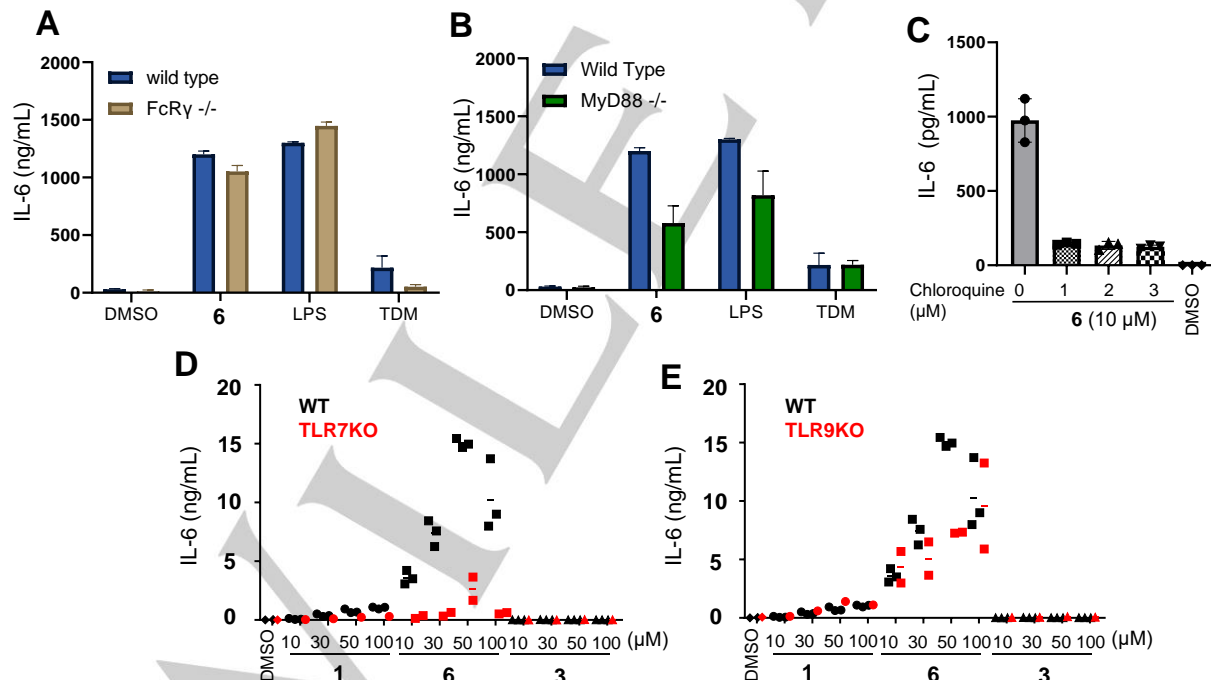 A
2000
1500
1000
500
0
IL-6 (ng/mL)
wild type
FcRγ -/-
DMSO 6 LPS TDM
B
2000
1500
1000
500
0
IL-6 (ng/mL)
Wild Type
MyD88 -/-
DMSO 6 LPS TDM
C
1500
1000
500
0
IL-6 (pg/mL)
Chloroquine 0 1 2 3
(μM)
6 (10 μM)
DMSO
D
20
15
10
5
0
IL-6 (ng/mL)
WT
TLR7KO
DMSO 10 30 50 100 10 30 50 100 10 30 50 100 (μM)
1 6 3
E
20
15
10
5
0
IL-6 (ng/mL)
WT
TLR9KO
DMSO 10 30 50 100 10 30 50 100 10 30 50 100 (μM)
1 6 3